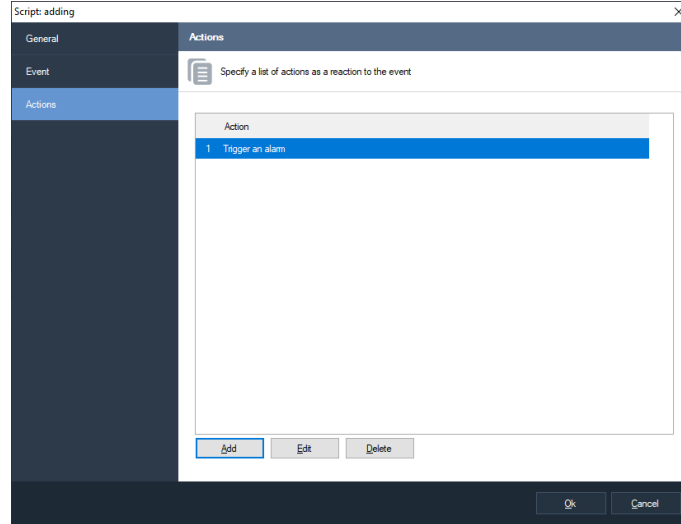 Script: adding
General
Actions
Event
Specify a list of actions as a reaction to the event
Actions
Action
1 Trigger an alarm
Add Edit Delete
Ok Cancel